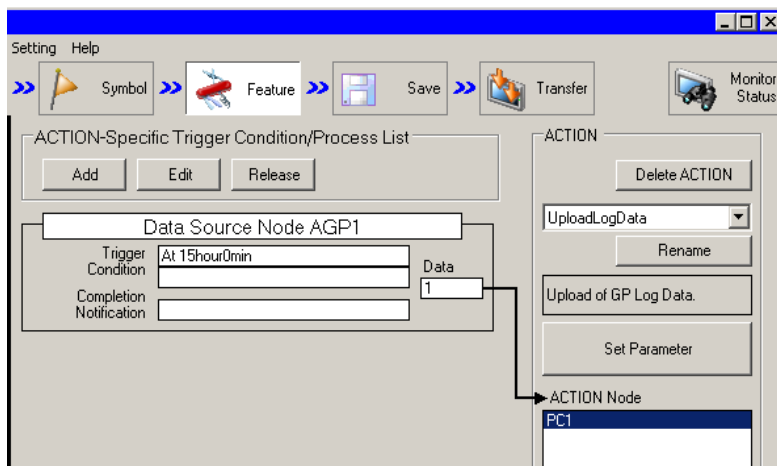 Setting Help
Symbol Feature Save Transfer Monitor Status
ACTION-Specific Trigger Condition/Process List
Add Edit Release
Data Source Node AGP1
Trigger Condition At 15hour0min
Data
1
Completion Notification
ACTION
Delete ACTION
UploadLogData
Rename
Upload of GP Log Data.
Set Parameter
ACTION Node
PC1